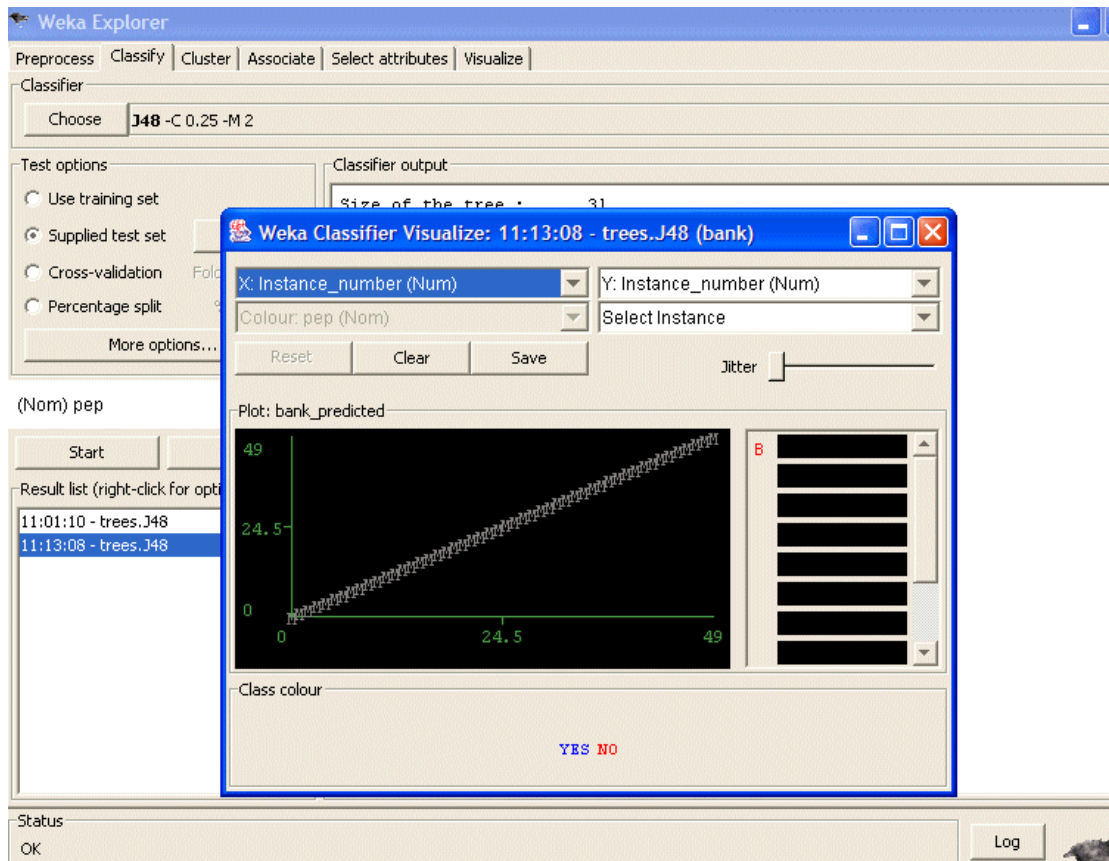 Weka Explorer
Preprocess Classify Cluster Associate Select attributes Visualize
Classifier
Choose J48 -C 0.25 -M 2
Test options
Use training set
Supplied test set
Cross-validation
Percentage split %
More options...
Classifier output
Size of the tree : 31
(Nom) pep
Start
Result list (right-click for opti
11:01:10 - trees.J48
11:13:08 - trees.J48
Weka Classifier Visualize: 11:13:08 - trees.J48 (bank)
X: Instance_number (Num) Y: Instance_number (Num)
Colour: pep (Nom) Select Instance
Reset Clear Save Jitter
Plot: bank_predicted
49
24.5
0
0 24.5 49
B
Class colour
YES NO
Status
OK
Log